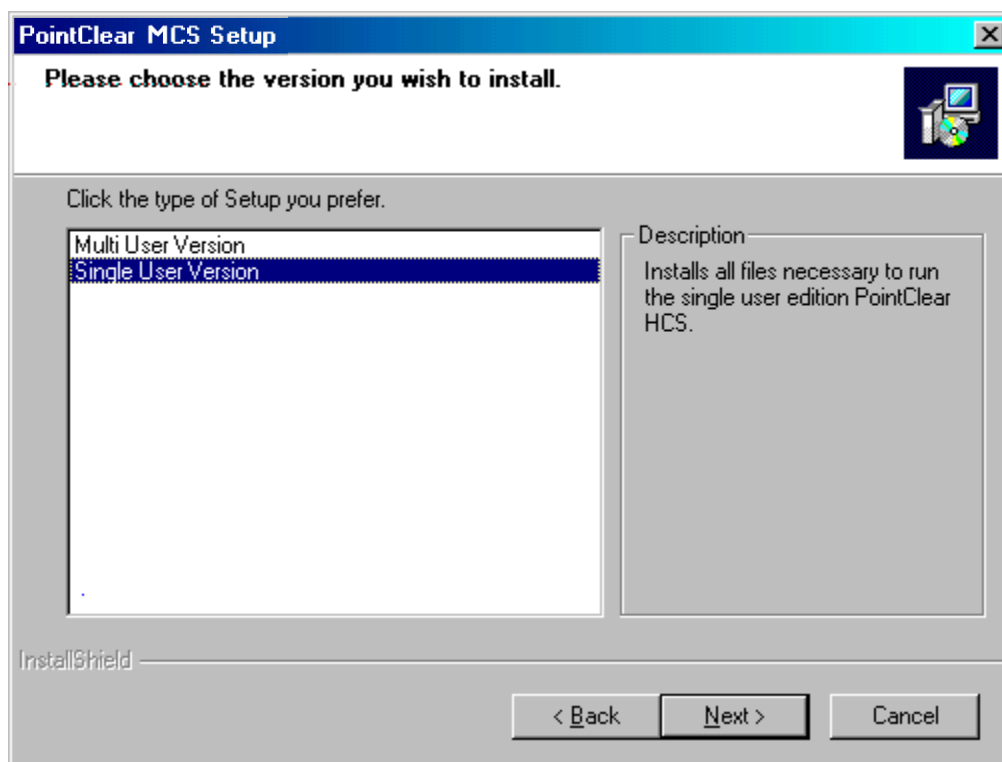 PointClear MCS Setup
Please choose the version you wish to install.
Click the type of Setup you prefer.
Multi User Version
Single User Version
Description
Installs all files necessary to run
the single user edition PointClear
HCS.
InstallShield
< Back
Next >
Cancel